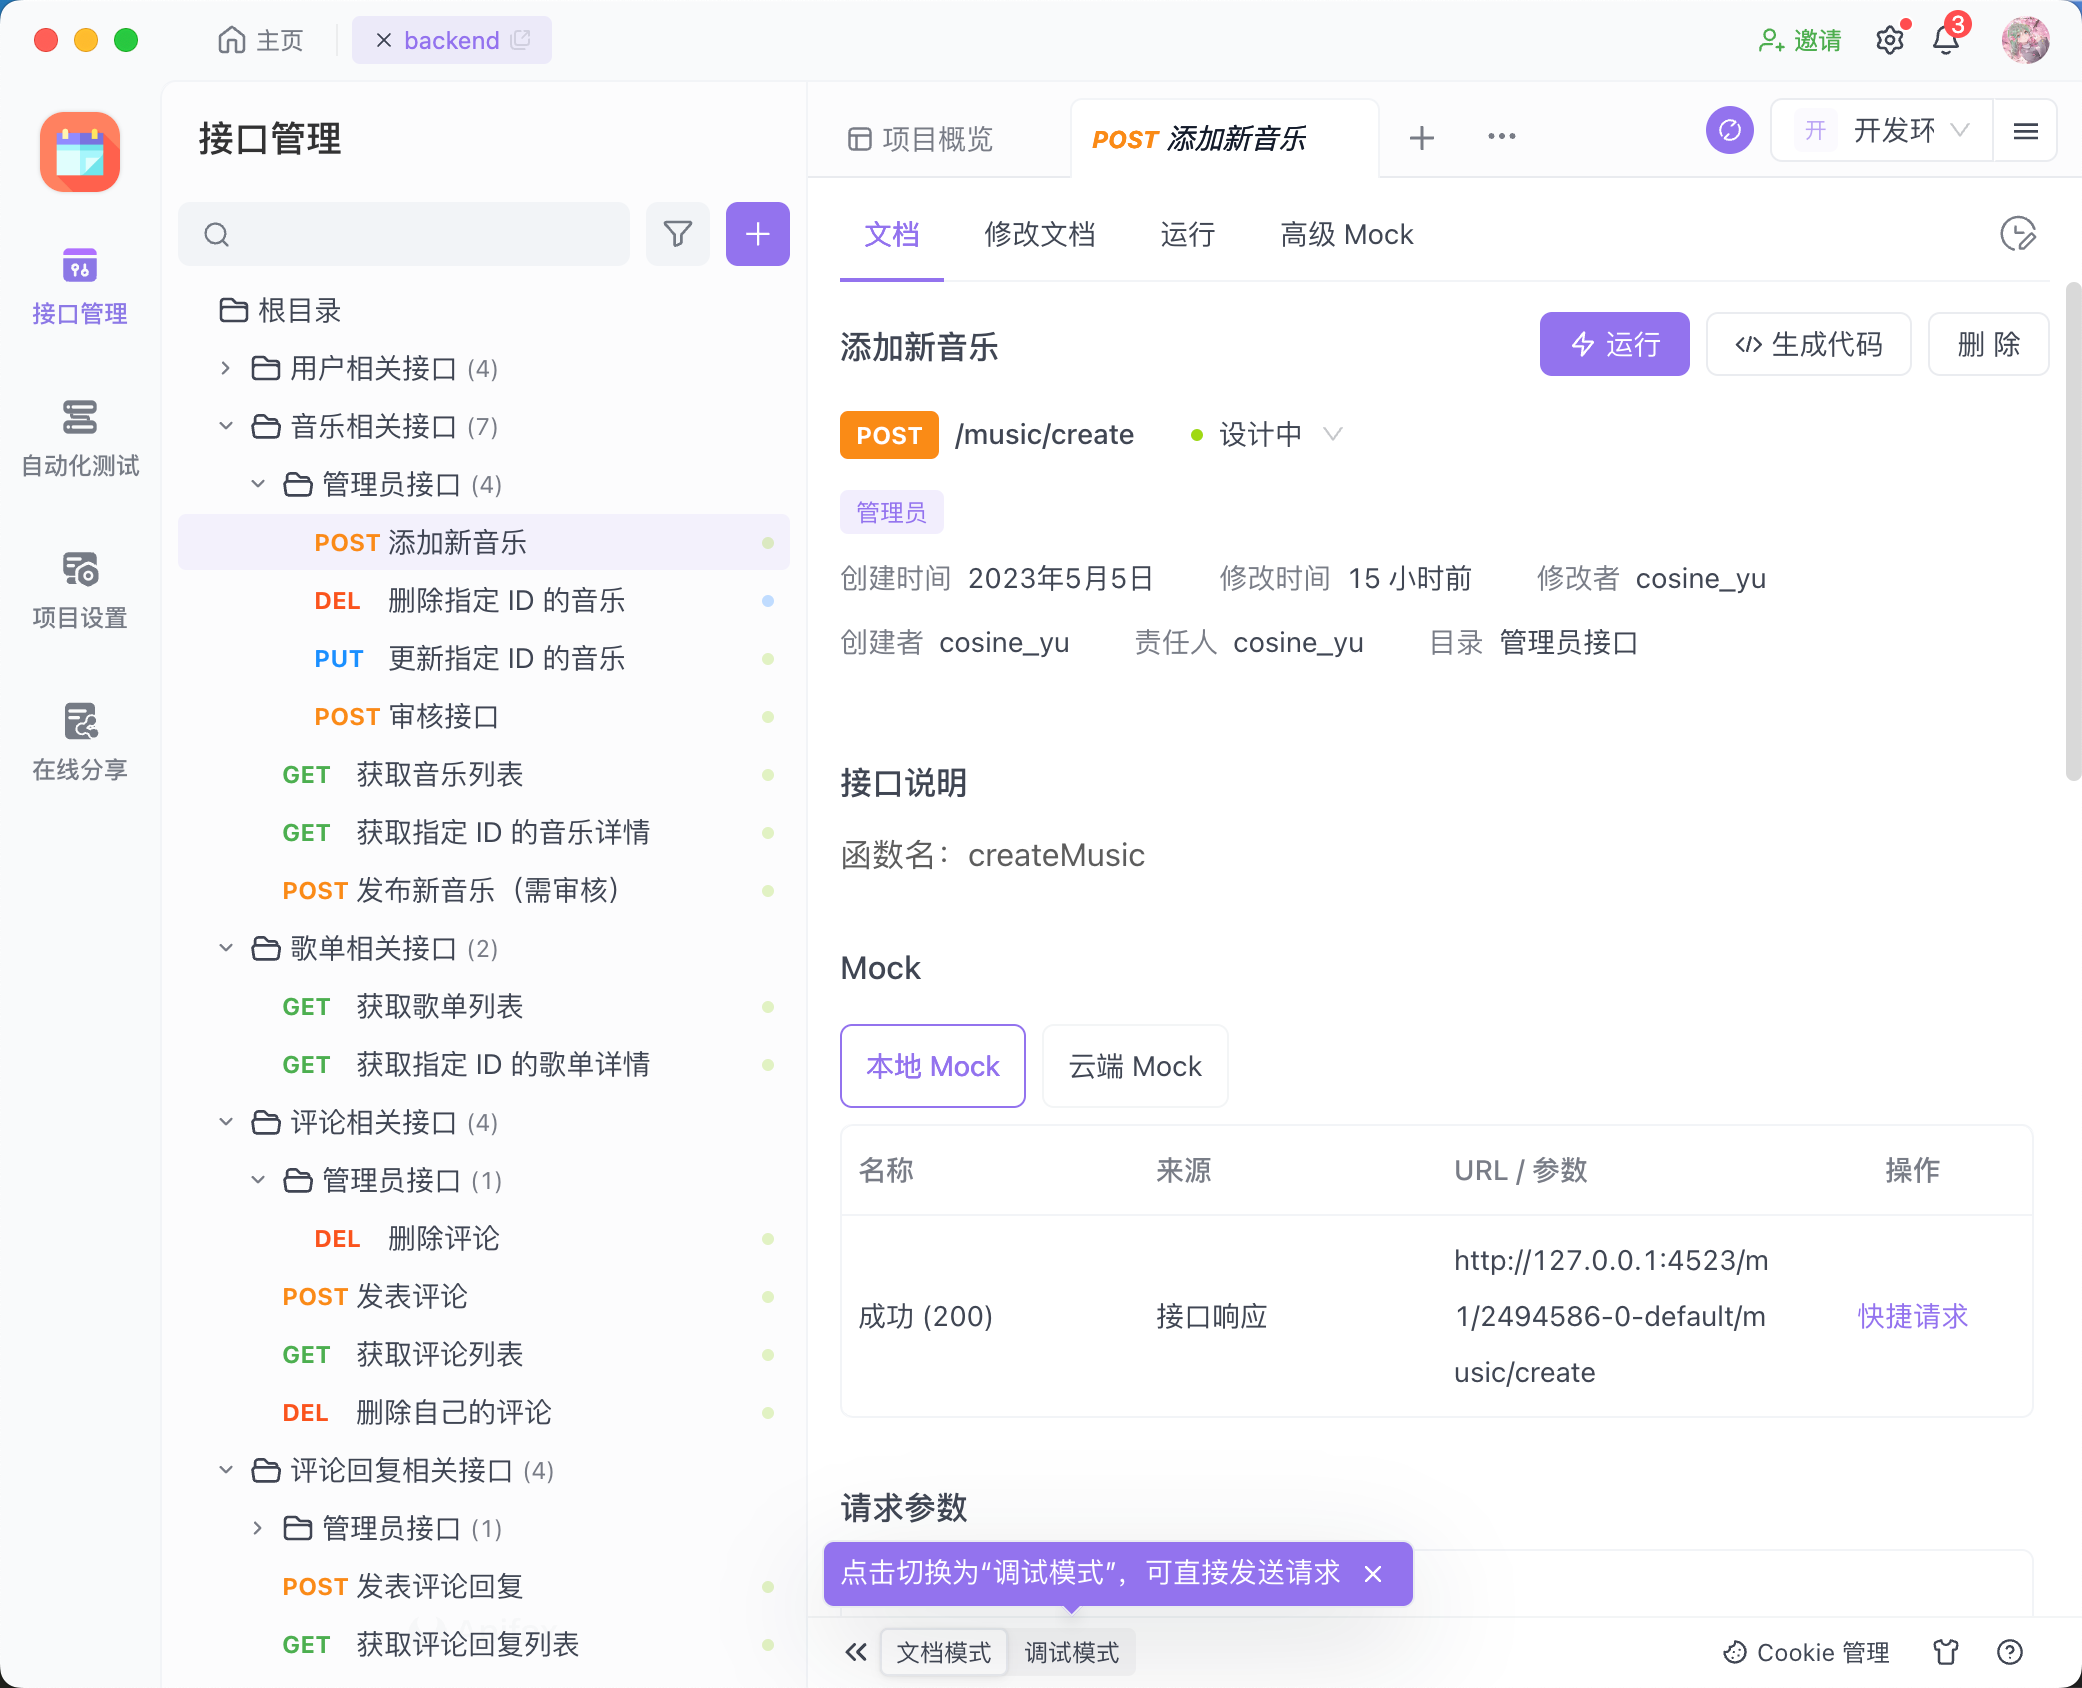 主页
backend
邀请
3
接口管理
自动化测试
项目设置
在线分享
接口管理
根目录
用户相关接口 (4)
音乐相关接口 (7)
管理员接口 (4)
POST 添加新音乐
DEL 删除指定 ID 的音乐
PUT 更新指定 ID 的音乐
POST 审核接口
GET 获取音乐列表
GET 获取指定 ID 的音乐详情
POST 发布新音乐（需审核）
歌单相关接口 (2)
GET 获取歌单列表
GET 获取指定 ID 的歌单详情
评论相关接口 (4)
管理员接口 (1)
DEL 删除评论
POST 发表评论
GET 获取评论列表
DEL 删除自己的评论
评论回复相关接口 (4)
管理员接口 (1)
POST 发表评论回复
GET 获取评论回复列表
项目概览
POST 添加新音乐
开 开发环
文档 修改文档 运行 高级 Mock
添加新音乐
运行
生成代码
删 除
POST /music/create 设计中
管理员
创建时间 2023年5月5日 修改时间 15 小时前 修改者 cosine_yu
创建者 cosine_yu 责任人 cosine_yu 目录 管理员接口
接口说明
函数名：createMusic
Mock
本地 Mock 云端 Mock
名称 来源 URL / 参数 操作
成功 (200) 接口响应
http://127.0.0.1:4523/m
1/2494586-0-default/m
usic/create
快捷请求
请求参数
点击切换为“调试模式”，可直接发送请求
文档模式 调试模式
Cookie 管理